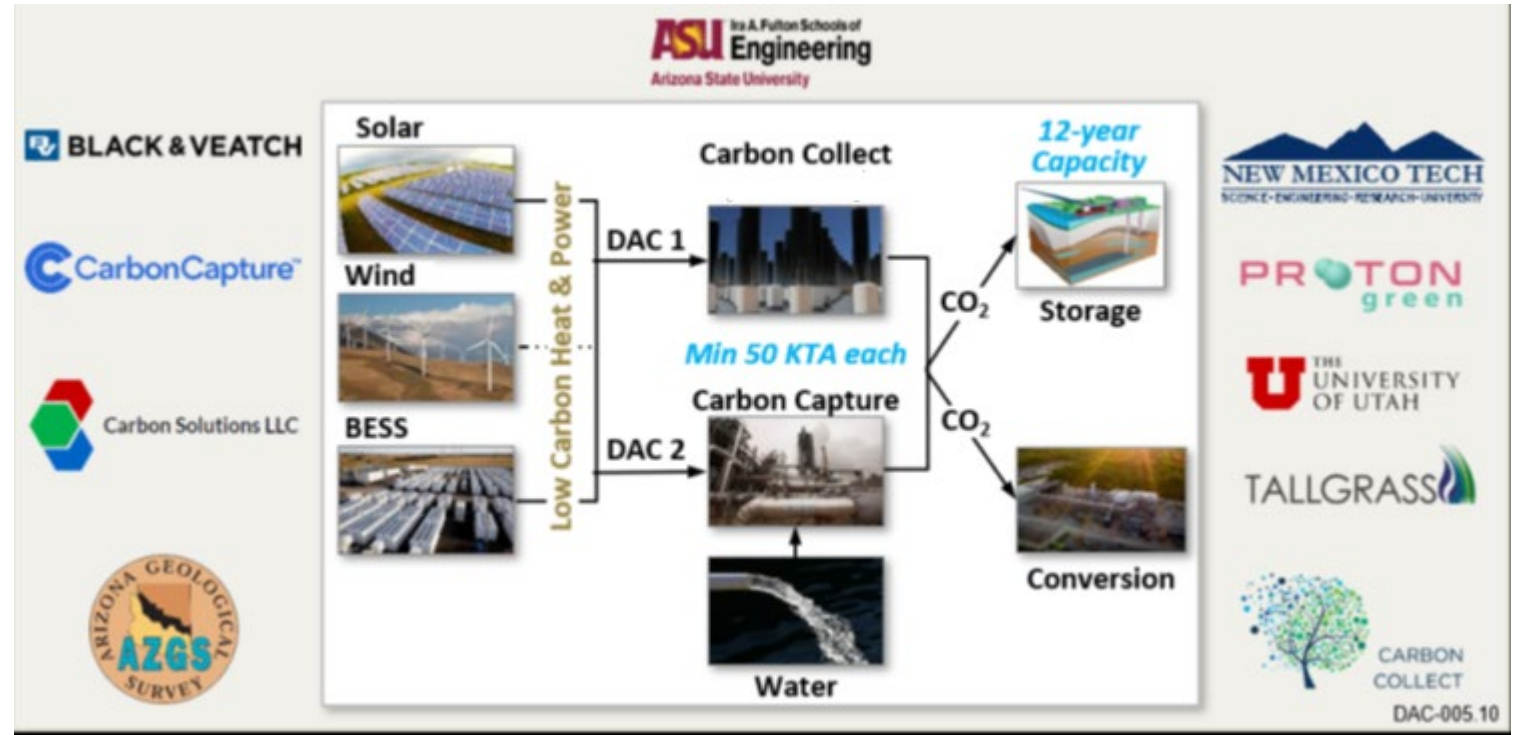 ASU Ira A. Fulton Schools of
Engineering
Arizona State University
BLACK & VEATCH
CarbonCapture™
Carbon Solutions LLC
ARIZONA GEOLOGICAL
AZGS
SURVEY
Solar
Wind
BESS
Low Carbon Heat & Power
DAC 1
DAC 2
Carbon Collect
Min 50 KTA each
Carbon Capture
Water
CO₂
CO₂
12-year
Capacity
Storage
Conversion
NEW MEXICO TECH
SCIENCE•ENGINEERING•RESEARCH•UNIVERSITY
PROTON
green
U THE
UNIVERSITY
OF UTAH
TALLGRASS
CARBON
COLLECT
DAC-005.10